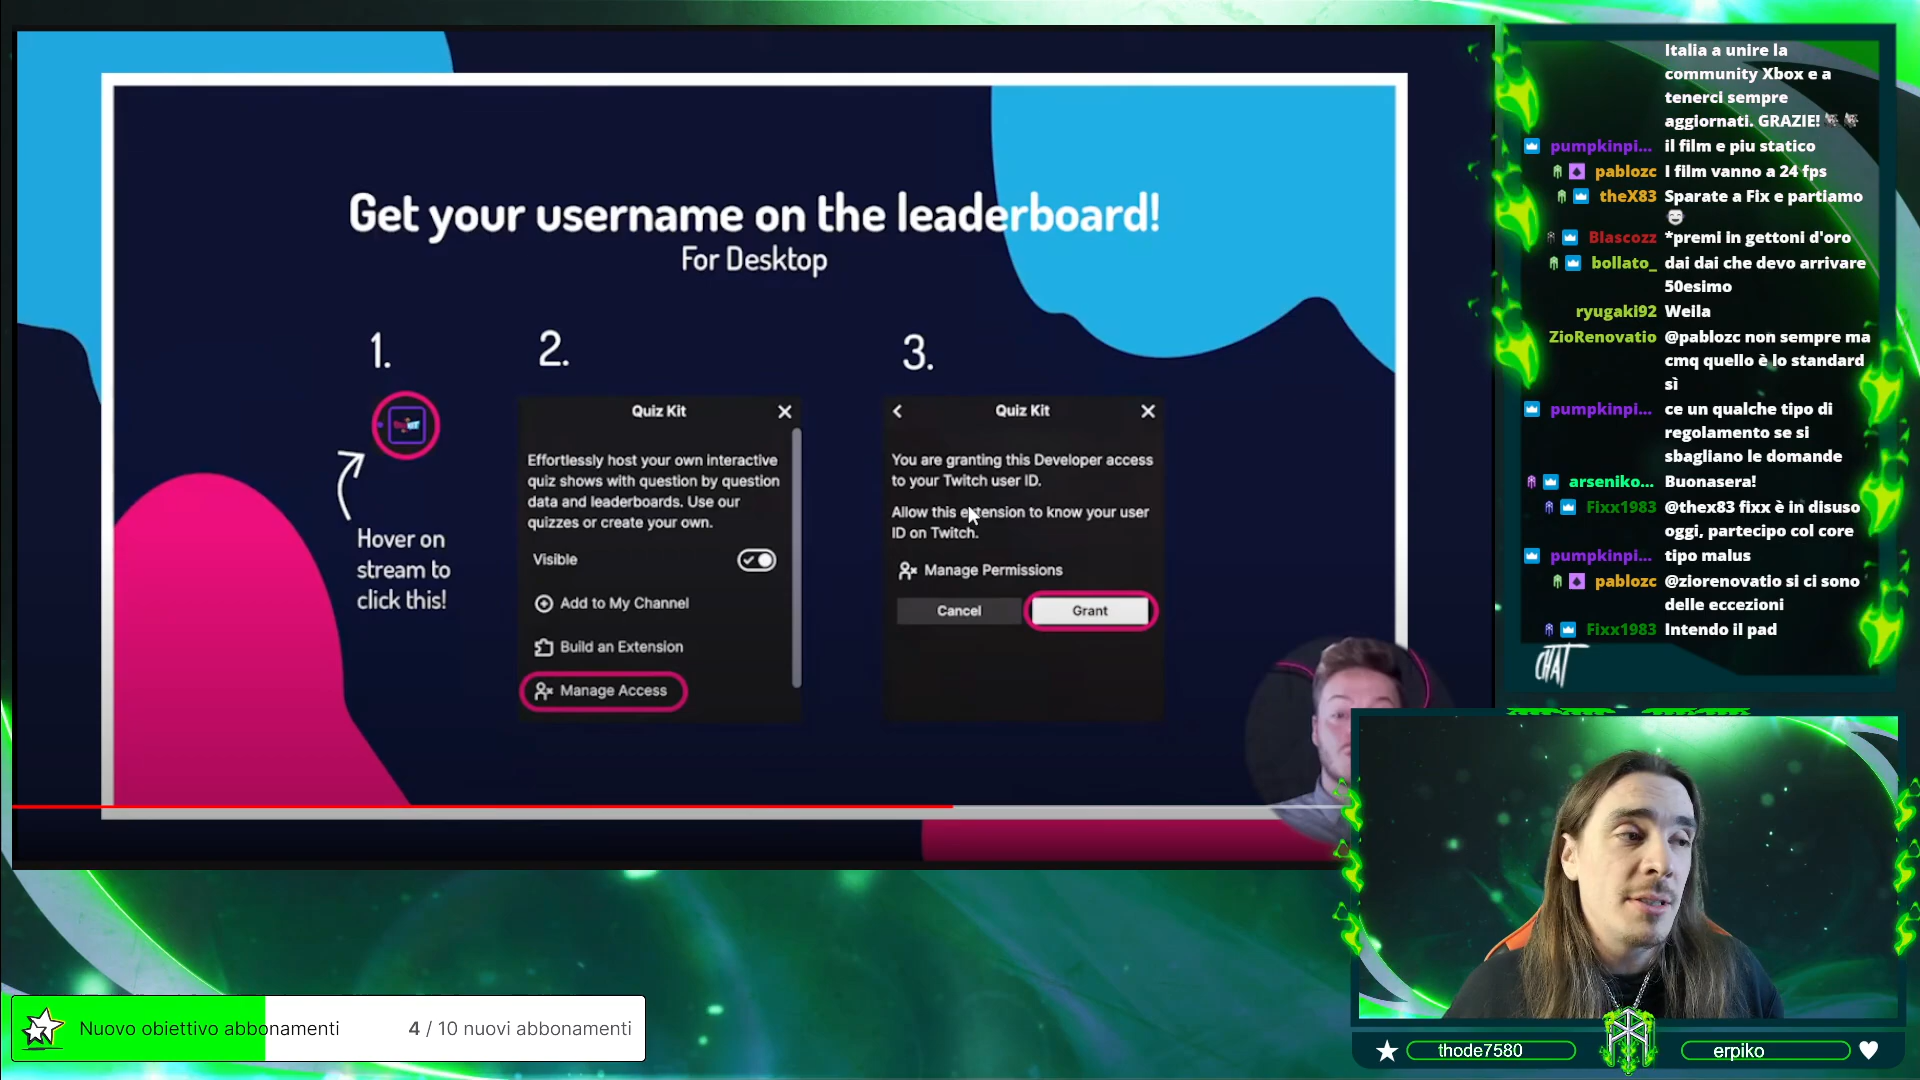 Get your username on the leaderboard!
For Desktop
1.
2.
3.
Hover on
stream to
click this!
Quiz Kit
Effortlessly host your own interactive
quiz shows with question by question
data and leaderboards. Use our
quizzes or create your own.
Visible
Add to My Channel
Build an Extension
Manage Access
Quiz Kit
You are granting this Developer access
to your Twitch user ID.
Allow this extension to know your user
ID on Twitch.
Manage Permissions
Cancel
Grant
Italia a unire la
community Xbox e a
tenerci sempre
aggiornati. GRAZIE!
pumpkinpi... il film e piu statico
pablozc I film vanno a 24 fps
theX83 Sparate a Fix e partiamo
Blascozz *premi in gettoni d'oro
bollato_ dai dai che devo arrivare
50esimo
ryugaki92 Weila
ZioRenovatio @pablozc non sempre ma
cmq quello è lo standard
sì
pumpkinpi... ce un qualche tipo di
regolamento se si
sbagliano le domande
arseniko... Buonasera!
Fixx1983 @thex83 fixx è in disuso
oggi, partecipo col core
pumpkinpi... tipo malus
pablozc @ziorenovatio si ci sono
delle eccezioni
Fixx1983 Intendo il pad
CHAT
Nuovo obiettivo abbonamenti
4 / 10 nuovi abbonamenti
thode7580
erpiko